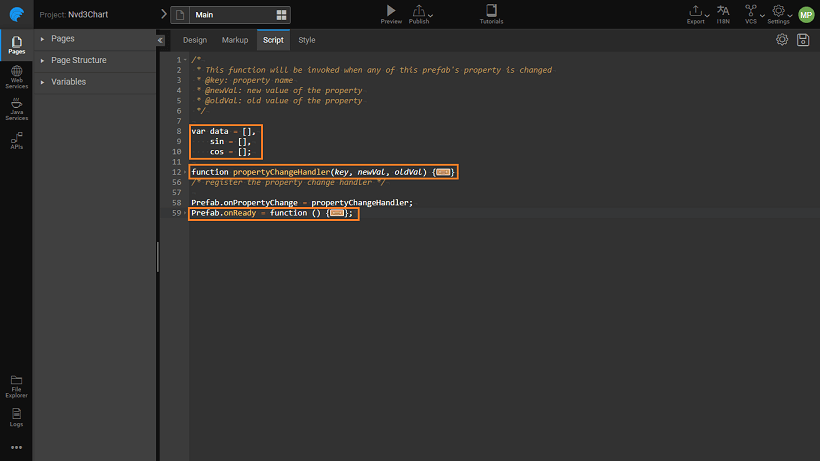 Project: Nvd3Chart
Main
Preview
Publish
Tutorials
Export
I18N
VCS
Settings
MP
Pages
Web Services
Java Services
APIs
File Explorer
Logs
Pages
Page Structure
Variables
Design Markup Script Style
1 /*
2 * This function will be invoked when any of this prefab's property is changed
3 * @key: property name
4 * @newVal: new value of the property
5 * @oldVal: old value of the property
6 */
7
8 var data = [],
9 sin = [],
10 cos = [];
11
12 function propertyChangeHandler(key, newVal, oldVal) {}
56 /* register the property change handler */
57
58 Prefab.onPropertyChange = propertyChangeHandler;
59 Prefab.onReady = function () {};